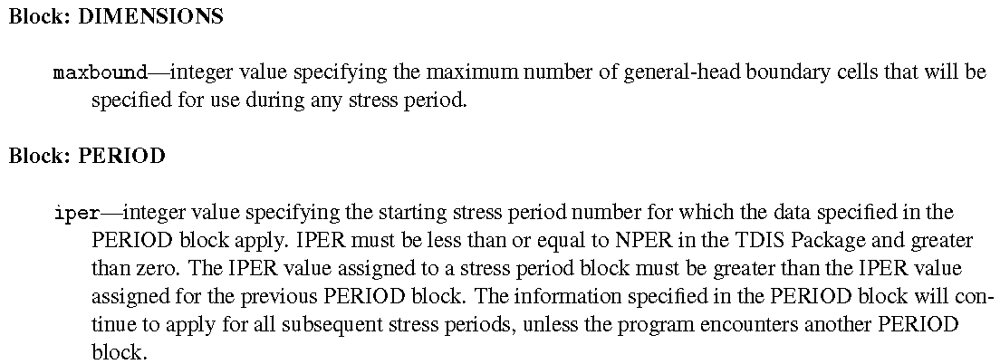 Block: DIMENSIONS
maxbound—integer value specifying the maximum number of general-head boundary cells that will be
specified for use during any stress period.
Block: PERIOD
iper—integer value specifying the starting stress period number for which the data specified in the
PERIOD block apply. IPER must be less than or equal to NPER in the TDIS Package and greater
than zero. The IPER value assigned to a stress period block must be greater than the IPER value
assigned for the previous PERIOD block. The information specified in the PERIOD block will con-
tinue to apply for all subsequent stress periods, unless the program encounters another PERIOD
block.